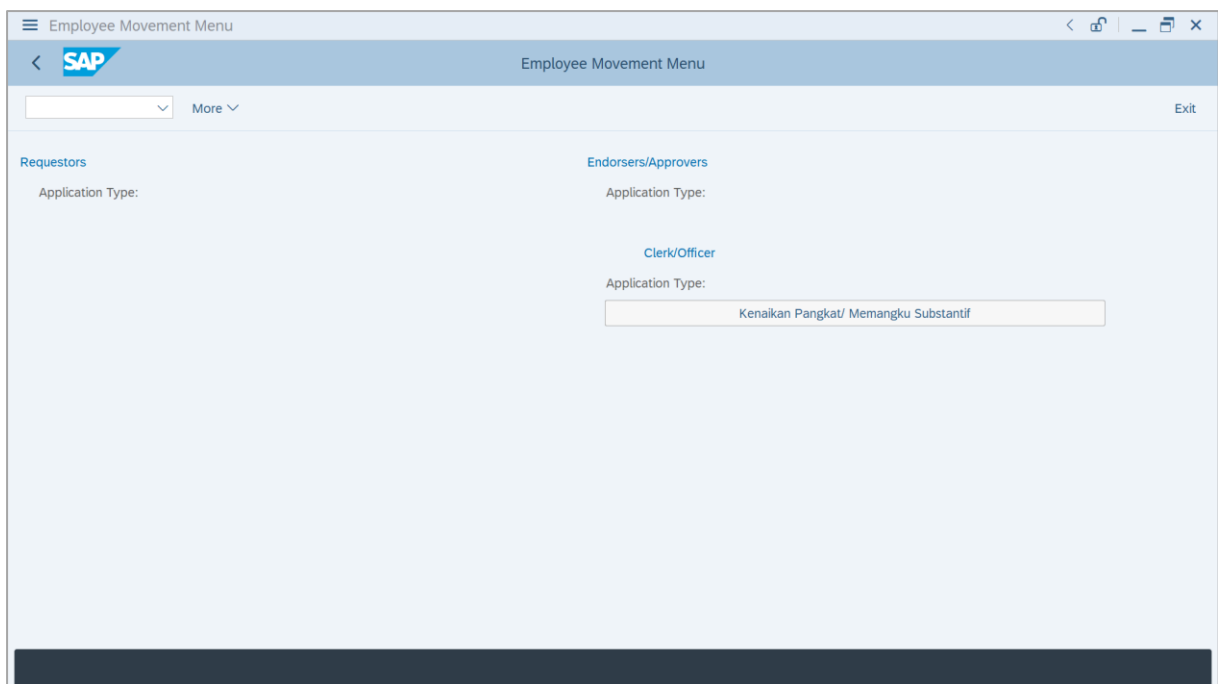 Employee Movement Menu
SAP
Employee Movement Menu
More
Exit
Requestors
Application Type:
Endorsers/Approvers
Application Type:
Clerk/Officer
Application Type:
Kenaikan Pangkat/ Memangku Substantif